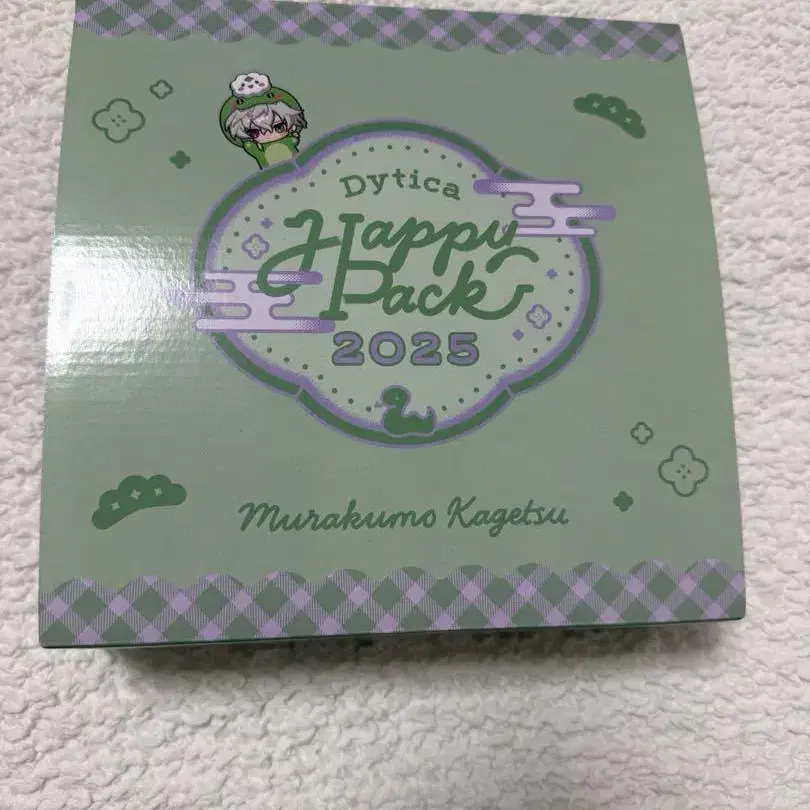 Dytica
Happy
Pack
2025
Murakumo Kagetsu